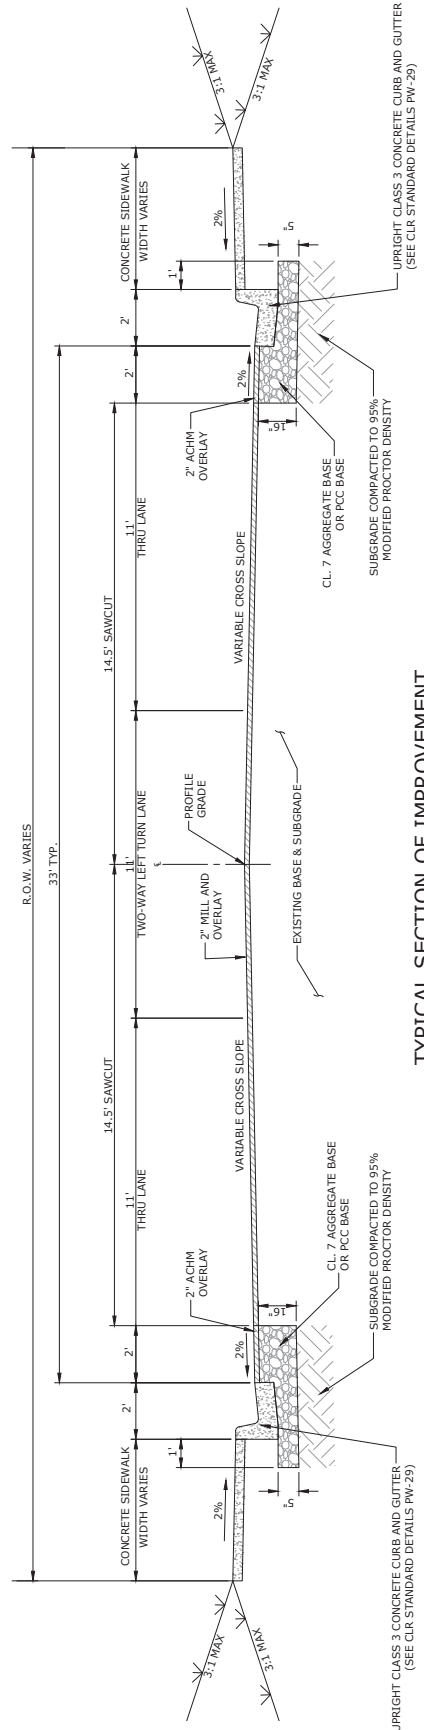 R.O.W. VARIES
33' TYP.
14.5' SAWCUT
14.5' SAWCUT
CONCRETE SIDEWALK
WIDTH VARIES
2'
2'
11'
THRU LANE
11'
TWO-WAY LEFT TURN LANE
11'
THRU LANE
2'
2'
CONCRETE SIDEWALK
WIDTH VARIES
1'
1'
3:1 MAX
3:1 MAX
2%
2%
2" ACHM
OVERLAY
VARIABLE CROSS SLOPE
2" MILL AND
OVERLAY
℄
PROFILE
GRADE
VARIABLE CROSS SLOPE
2" ACHM
OVERLAY
2%
2%
3:1 MAX
3:1 MAX
5"
16"
16"
5"
UPRIGHT CLASS 3 CONCRETE CURB AND GUTTER
(SEE CLR STANDARD DETAILS PW-29)
CL. 7 AGGREGATE BASE
OR PCC BASE
SUBGRADE COMPACTED TO 95%
MODIFIED PROCTOR DENSITY
EXISTING BASE & SUBGRADE
CL. 7 AGGREGATE BASE
OR PCC BASE
SUBGRADE COMPACTED TO 95%
MODIFIED PROCTOR DENSITY
UPRIGHT CLASS 3 CONCRETE CURB AND GUTTER
(SEE CLR STANDARD DETAILS PW-29)
TYPICAL SECTION OF IMPROVEMENT